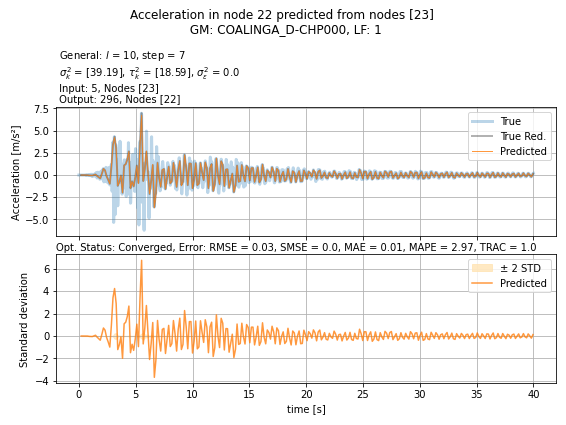 Acceleration in node 22 predicted from nodes [23]
GM: COALINGA_D-CHP000, LF: 1
General: l = 10, step = 7
σ²ₖ = [39.19], τ²ₖ = [18.59], σ²ε = 0.0
Input: 5, Nodes [23]
Output: 296, Nodes [22]
7.5
5.0
2.5
0.0
−2.5
−5.0
Acceleration [m/s²]
True
True Red.
Predicted
Opt. Status: Converged, Error: RMSE = 0.03, SMSE = 0.0, MAE = 0.01, MAPE = 2.97, TRAC = 1.0
6
4
2
0
−2
−4
Standard deviation
± 2 STD
Predicted
0 5 10 15 20 25 30 35 40
time [s]